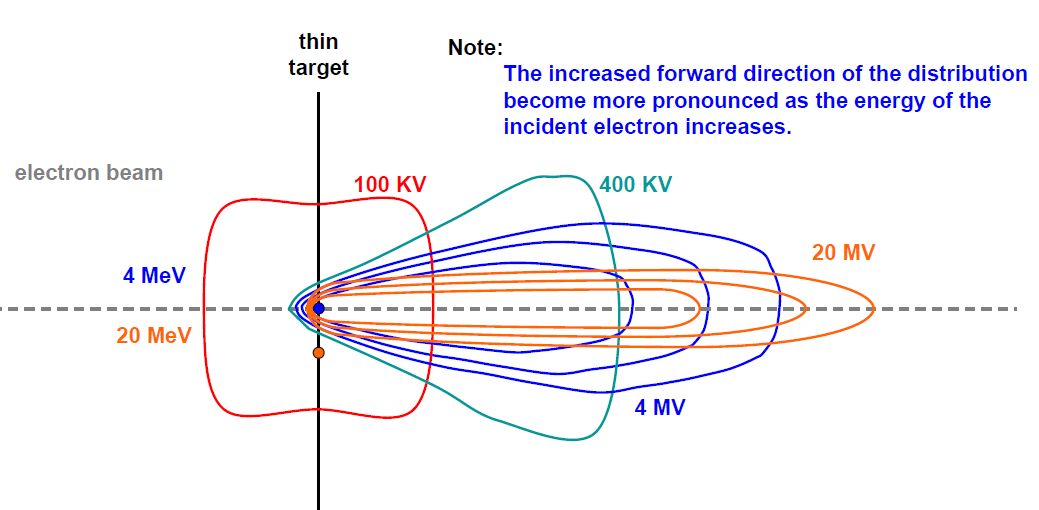 thin
target
Note:
The increased forward direction of the distribution
become more pronounced as the energy of the
incident electron increases.
electron beam
100 KV
400 KV
20 MV
4 MeV
20 MeV
4 MV